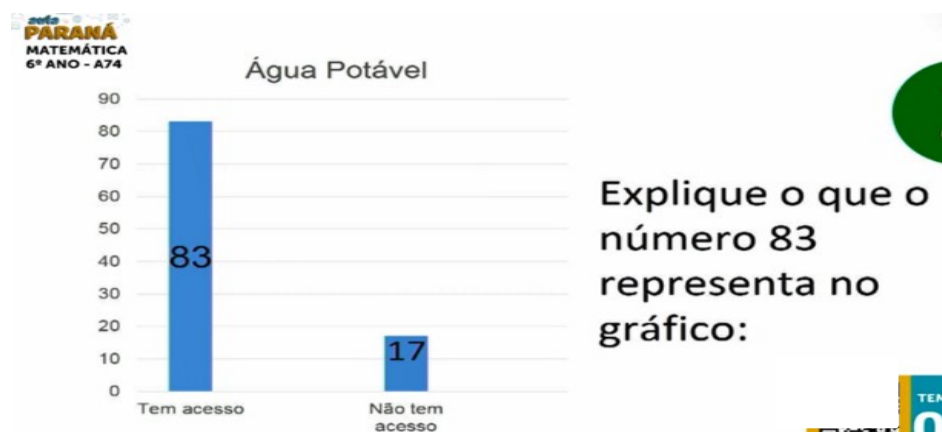 aula
PARANÁ
MATEMÁTICA
6º ANO - A74
Água Potável
90
80
70
60
50
40
30
20
10
0
83
17
Tem acesso
Não tem
acesso
Explique o que o
número 83
representa no
gráfico: